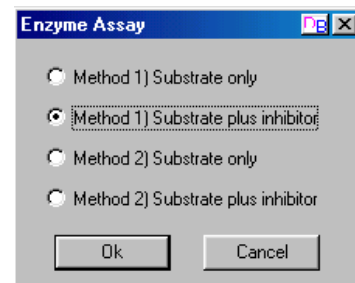 Enzyme Assay
DB
Method 1) Substrate only
Method 1) Substrate plus inhibitor
Method 2) Substrate only
Method 2) Substrate plus inhibitor
Ok
Cancel